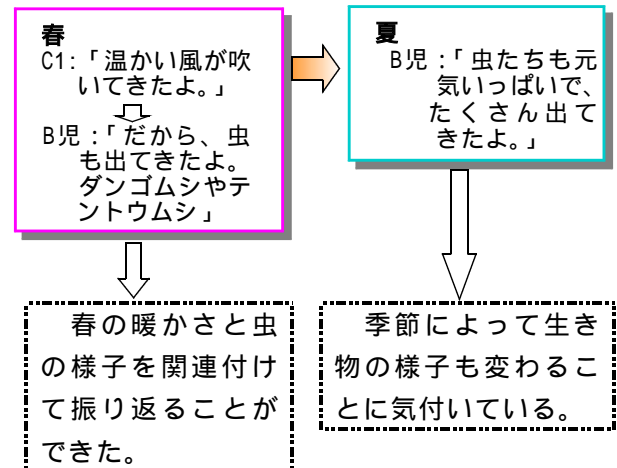 春
C1:「温かい風が吹
いてきたよ。」
B児:「だから、虫
も出てきたよ。
ダンゴムシやテ
ントウムシ」
夏
B児:「虫たちも元
気いっぱいで、
たくさん出て
きたよ。」
春の暖かさと虫
の様子を関連付け
て振り返ることが
できた。
季節によって生き
物の様子も変わるこ
とに気付いている。